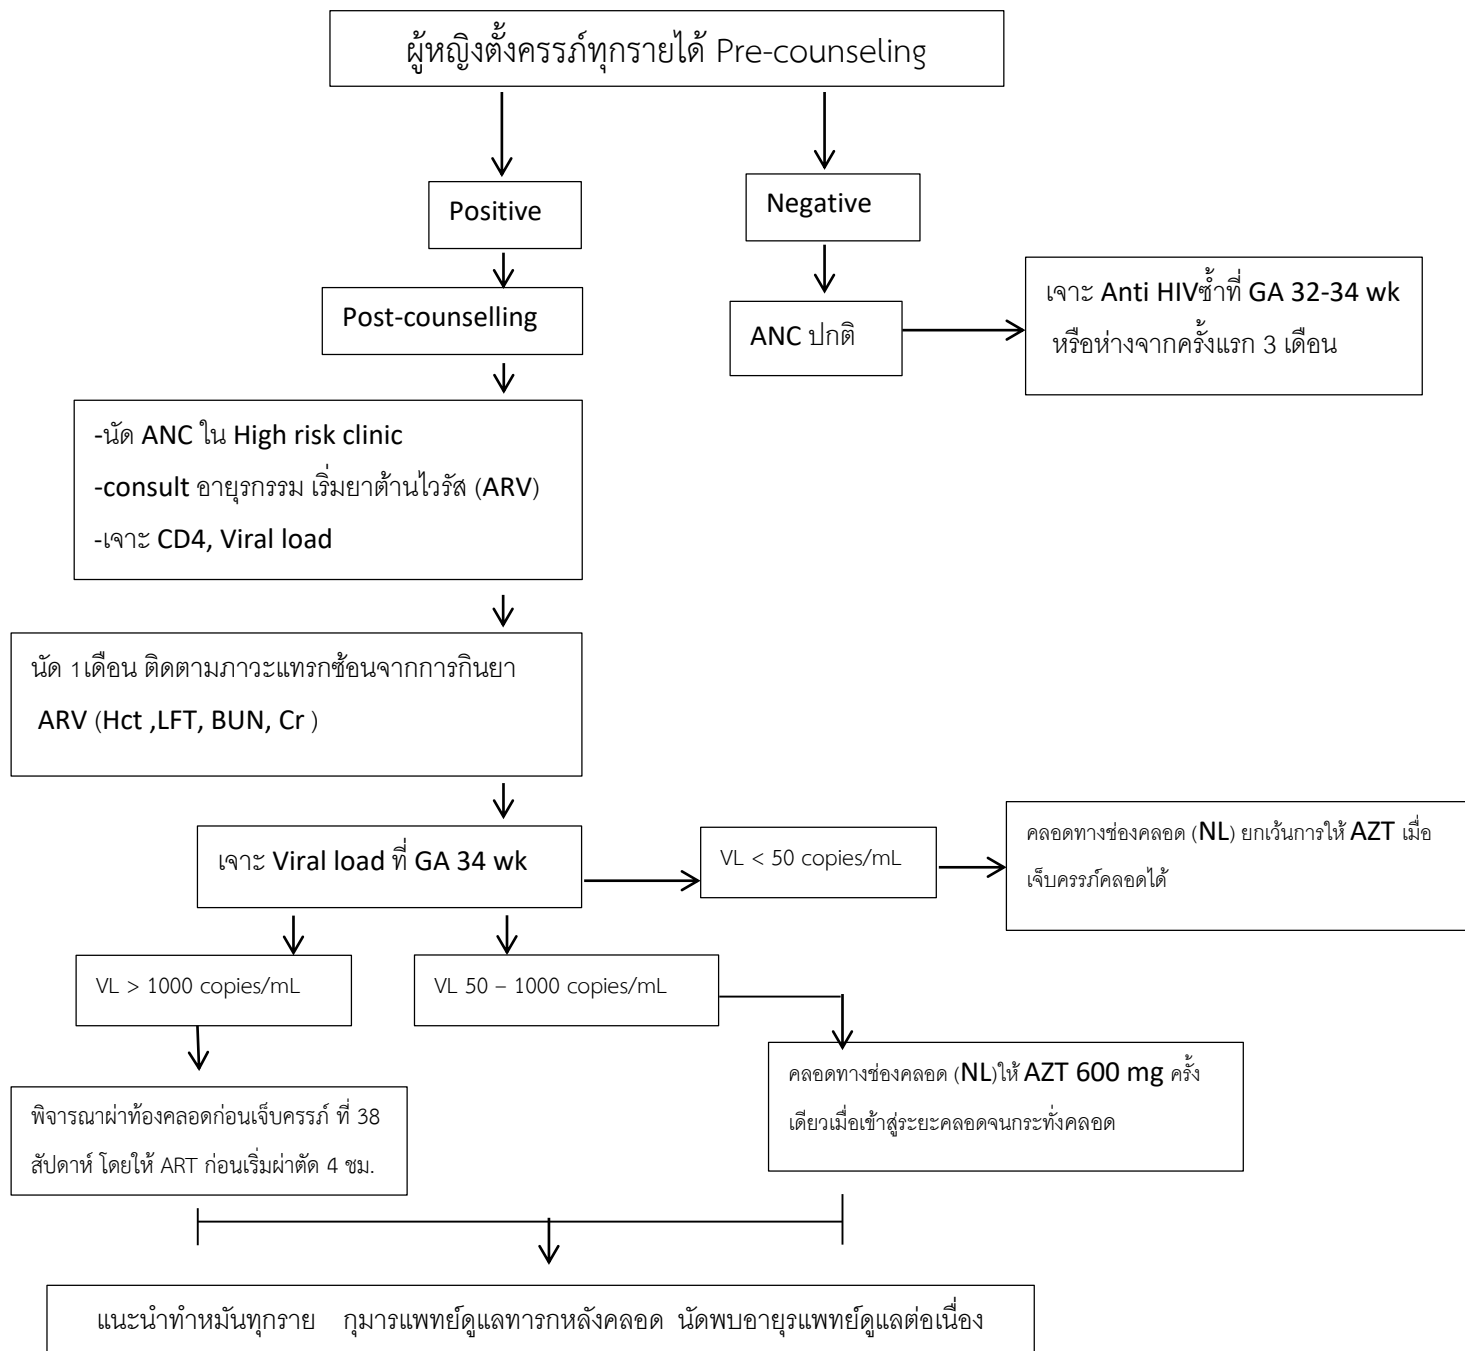 ผู้หญิงตั้งครรภ์ทุกรายได้ Pre-counseling
Positive
Negative
Post-counselling
ANC ปกติ
เจาะ Anti HIVซ้ำที่ GA 32-34 wk
หรือห่างจากครั้งแรก 3 เดือน
-นัด ANC ใน High risk clinic
-consult อายุรกรรม เริ่มยาต้านไวรัส (ARV)
-เจาะ CD4, Viral load
นัด 1เดือน ติดตามภาวะแทรกซ้อนจากการกินยา
ARV (Hct ,LFT, BUN, Cr )
เจาะ Viral load ที่ GA 34 wk
VL < 50 copies/mL
คลอดทางช่องคลอด (NL) ยกเว้นการให้ AZT เมื่อ
เจ็บครรภ์คลอดได้
VL > 1000 copies/mL
VL 50 – 1000 copies/mL
พิจารณาผ่าท้องคลอดก่อนเจ็บครรภ์ ที่ 38
สัปดาห์ โดยให้ ART ก่อนเริ่มผ่าตัด 4 ชม.
คลอดทางช่องคลอด (NL)ให้ AZT 600 mg ครั้ง
เดียวเมื่อเข้าสู่ระยะคลอดจนกระทั่งคลอด
แนะนำทำหมันทุกราย กุมารแพทย์ดูแลทารกหลังคลอด นัดพบอายุรแพทย์ดูแลต่อเนื่อง